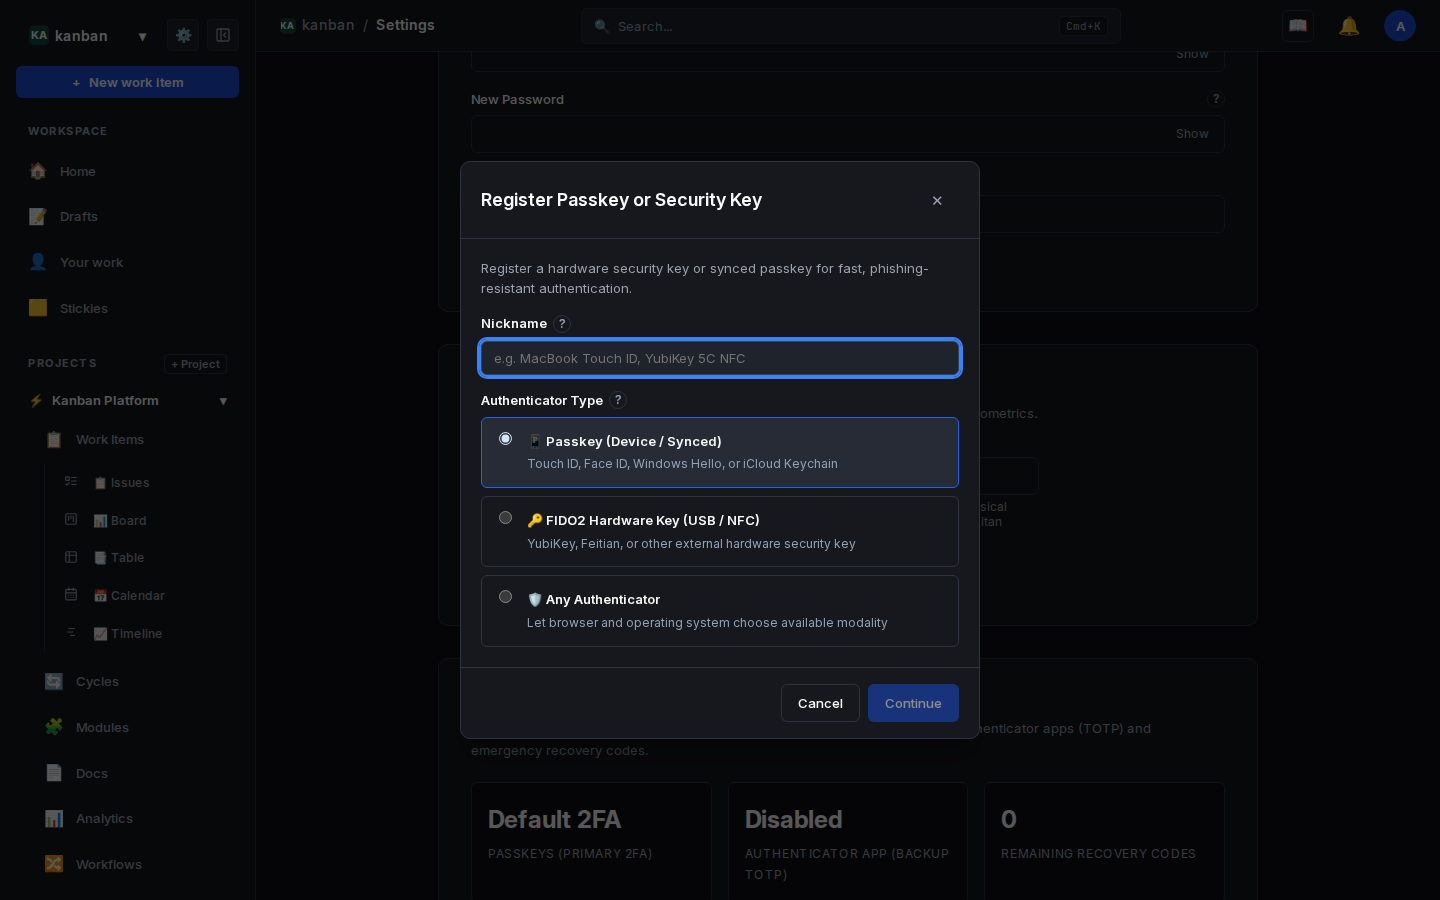 KA kanban ▼
+ New work item
WORKSPACE
Home
Drafts
Your work
Stickies
PROJECTS + Project
Kanban Platform ▼
Work Items
Issues
Board
Table
Calendar
Timeline
Cycles
Modules
Docs
Analytics
Workflows
KA kanban / Settings
Search... Cmd+K
A
Show
New Password ?
Show
Register Passkey or Security Key ×
Register a hardware security key or synced passkey for fast, phishing-
resistant authentication.
Nickname ?
e.g. MacBook Touch ID, YubiKey 5C NFC
Authenticator Type ?
Passkey (Device / Synced)
Touch ID, Face ID, Windows Hello, or iCloud Keychain
FIDO2 Hardware Key (USB / NFC)
YubiKey, Feitian, or other external hardware security key
Any Authenticator
Let browser and operating system choose available modality
Cancel Continue
ometrics.
sical
itan
henticator apps (TOTP) and
emergency recovery codes.
Default 2FA
PASSKEYS (PRIMARY 2FA)
Disabled
AUTHENTICATOR APP (BACKUP
TOTP)
0
REMAINING RECOVERY CODES